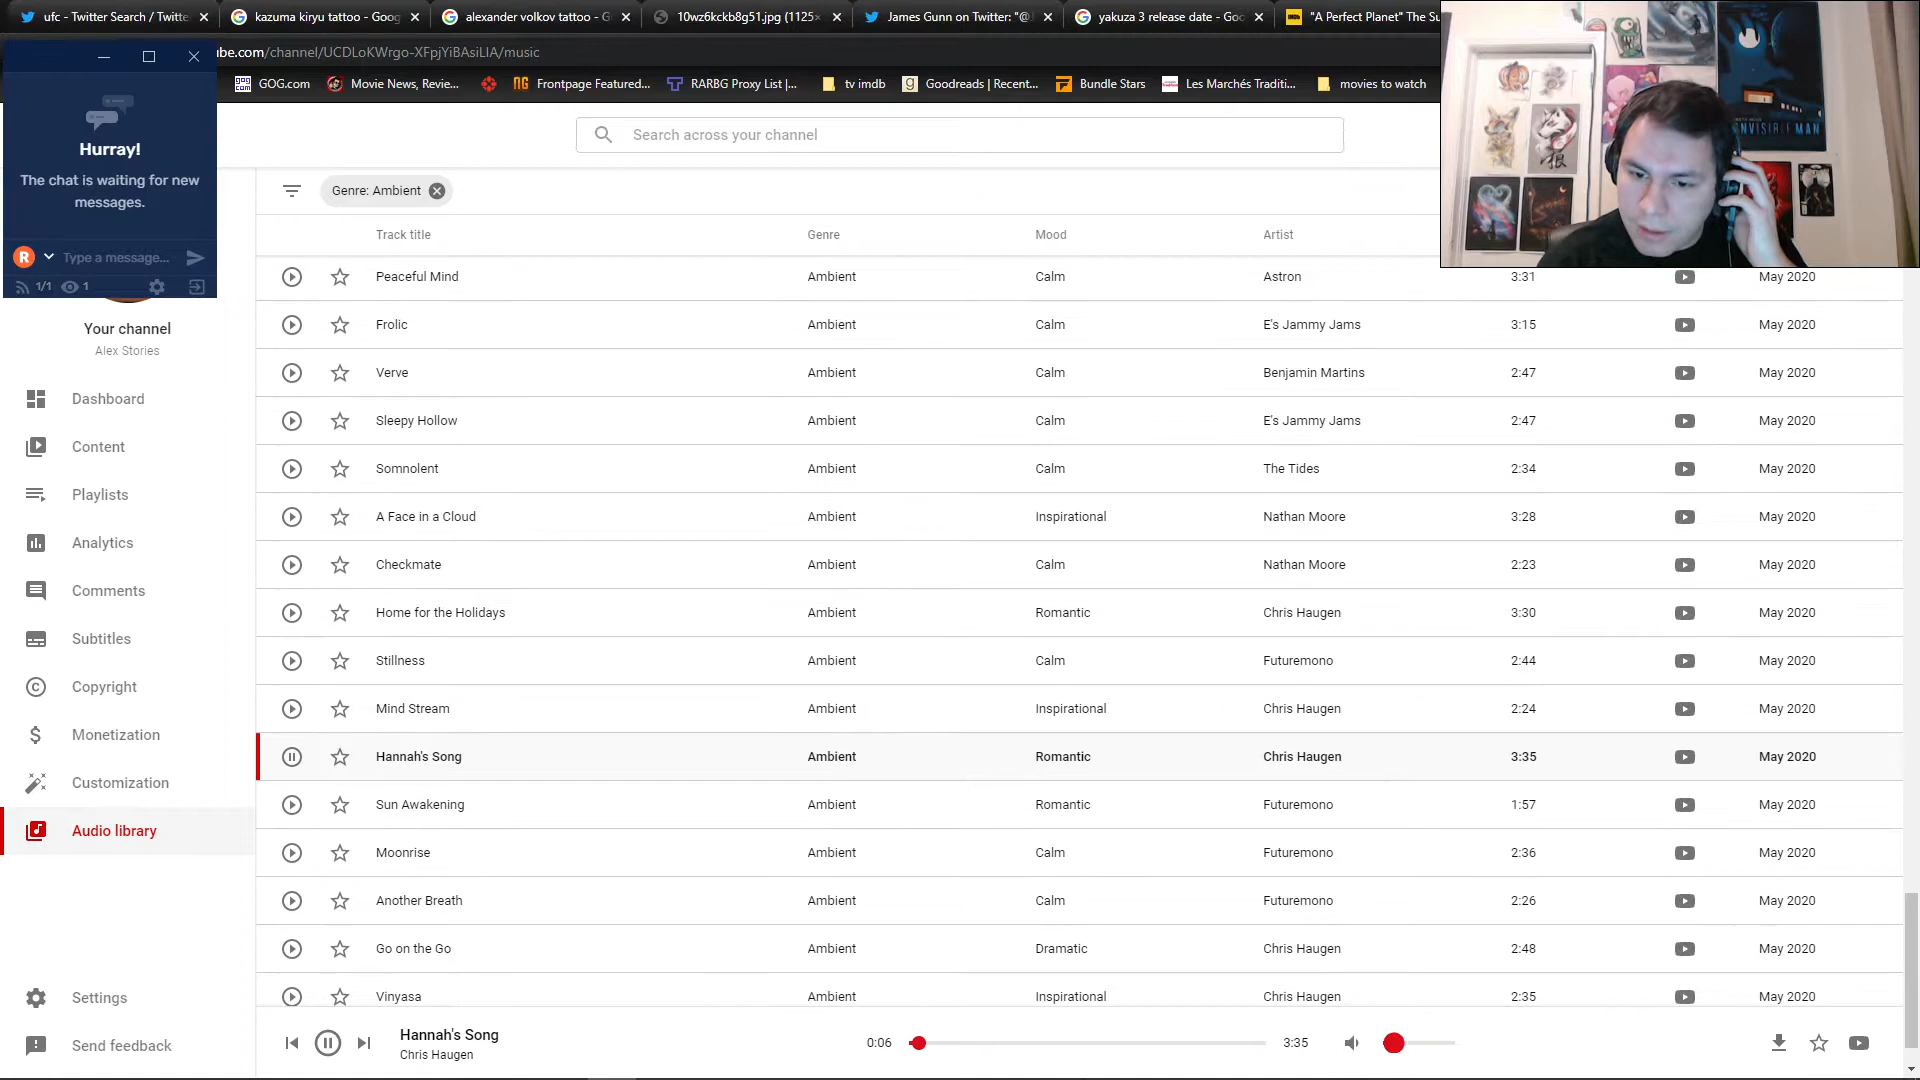 ufc - Twitter Search / Twitte
kazuma kiryu tattoo - Goog
alexander volkov tattoo - G
10wz6kckb8g51.jpg (1125×
James Gunn on Twitter: "@J
yakuza 3 release date - Goo
"A Perfect Planet" The Su
ube.com/channel/UCDLoKWrgo-XFpjYiBAsiLIA/music
GOG.com
Movie News, Revie...
Frontpage Featured...
RARBG Proxy List |...
tv imdb
Goodreads | Recent...
Bundle Stars
Les Marchés Traditi...
movies to watch
Hurray!
The chat is waiting for new
messages.
R
Type a message...
1/1 1
Search across your channel
Genre: Ambient
Your channel
Alex Stories
Dashboard
Content
Playlists
Analytics
Comments
Subtitles
Copyright
Monetization
Customization
Audio library
Settings
Send feedback
Track title Genre Mood Artist
Peaceful Mind Ambient Calm Astron 3:31 May 2020
Frolic Ambient Calm E's Jammy Jams 3:15 May 2020
Verve Ambient Calm Benjamin Martins 2:47 May 2020
Sleepy Hollow Ambient Calm E's Jammy Jams 2:47 May 2020
Somnolent Ambient Calm The Tides 2:34 May 2020
A Face in a Cloud Ambient Inspirational Nathan Moore 3:28 May 2020
Checkmate Ambient Calm Nathan Moore 2:23 May 2020
Home for the Holidays Ambient Romantic Chris Haugen 3:30 May 2020
Stillness Ambient Calm Futuremono 2:44 May 2020
Mind Stream Ambient Inspirational Chris Haugen 2:24 May 2020
Hannah's Song Ambient Romantic Chris Haugen 3:35 May 2020
Sun Awakening Ambient Romantic Futuremono 1:57 May 2020
Moonrise Ambient Calm Futuremono 2:36 May 2020
Another Breath Ambient Calm Futuremono 2:26 May 2020
Go on the Go Ambient Dramatic Chris Haugen 2:48 May 2020
Vinyasa Ambient Inspirational Chris Haugen 2:35 May 2020
Hannah's Song
Chris Haugen
0:06 3:35
NVISIBLE MAN
狼